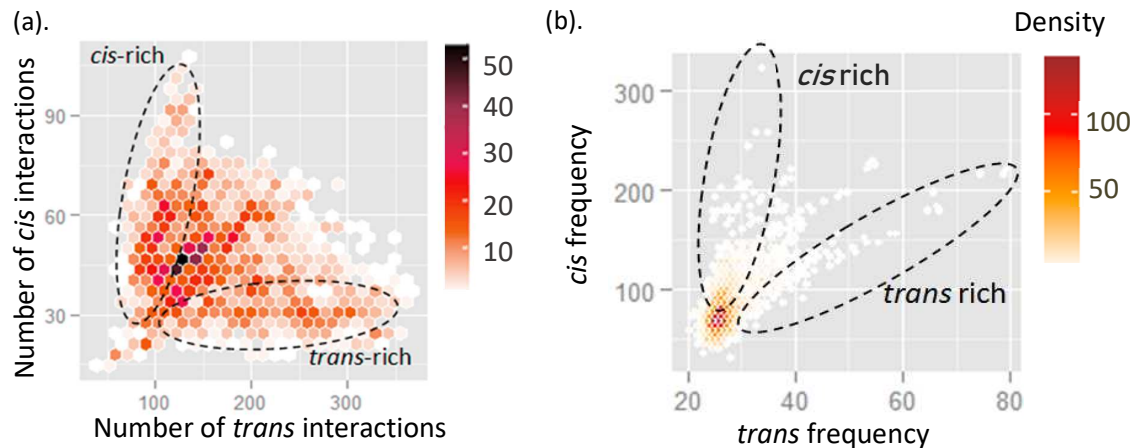 (a).
Number of cis interactions
90
60
30
cis-rich
trans-rich
100 200 300
Number of trans interactions
50
40
30
20
10
(b).
Density
cis frequency
300
200
100
cis rich
trans rich
20 40 60 80
trans frequency
100
50